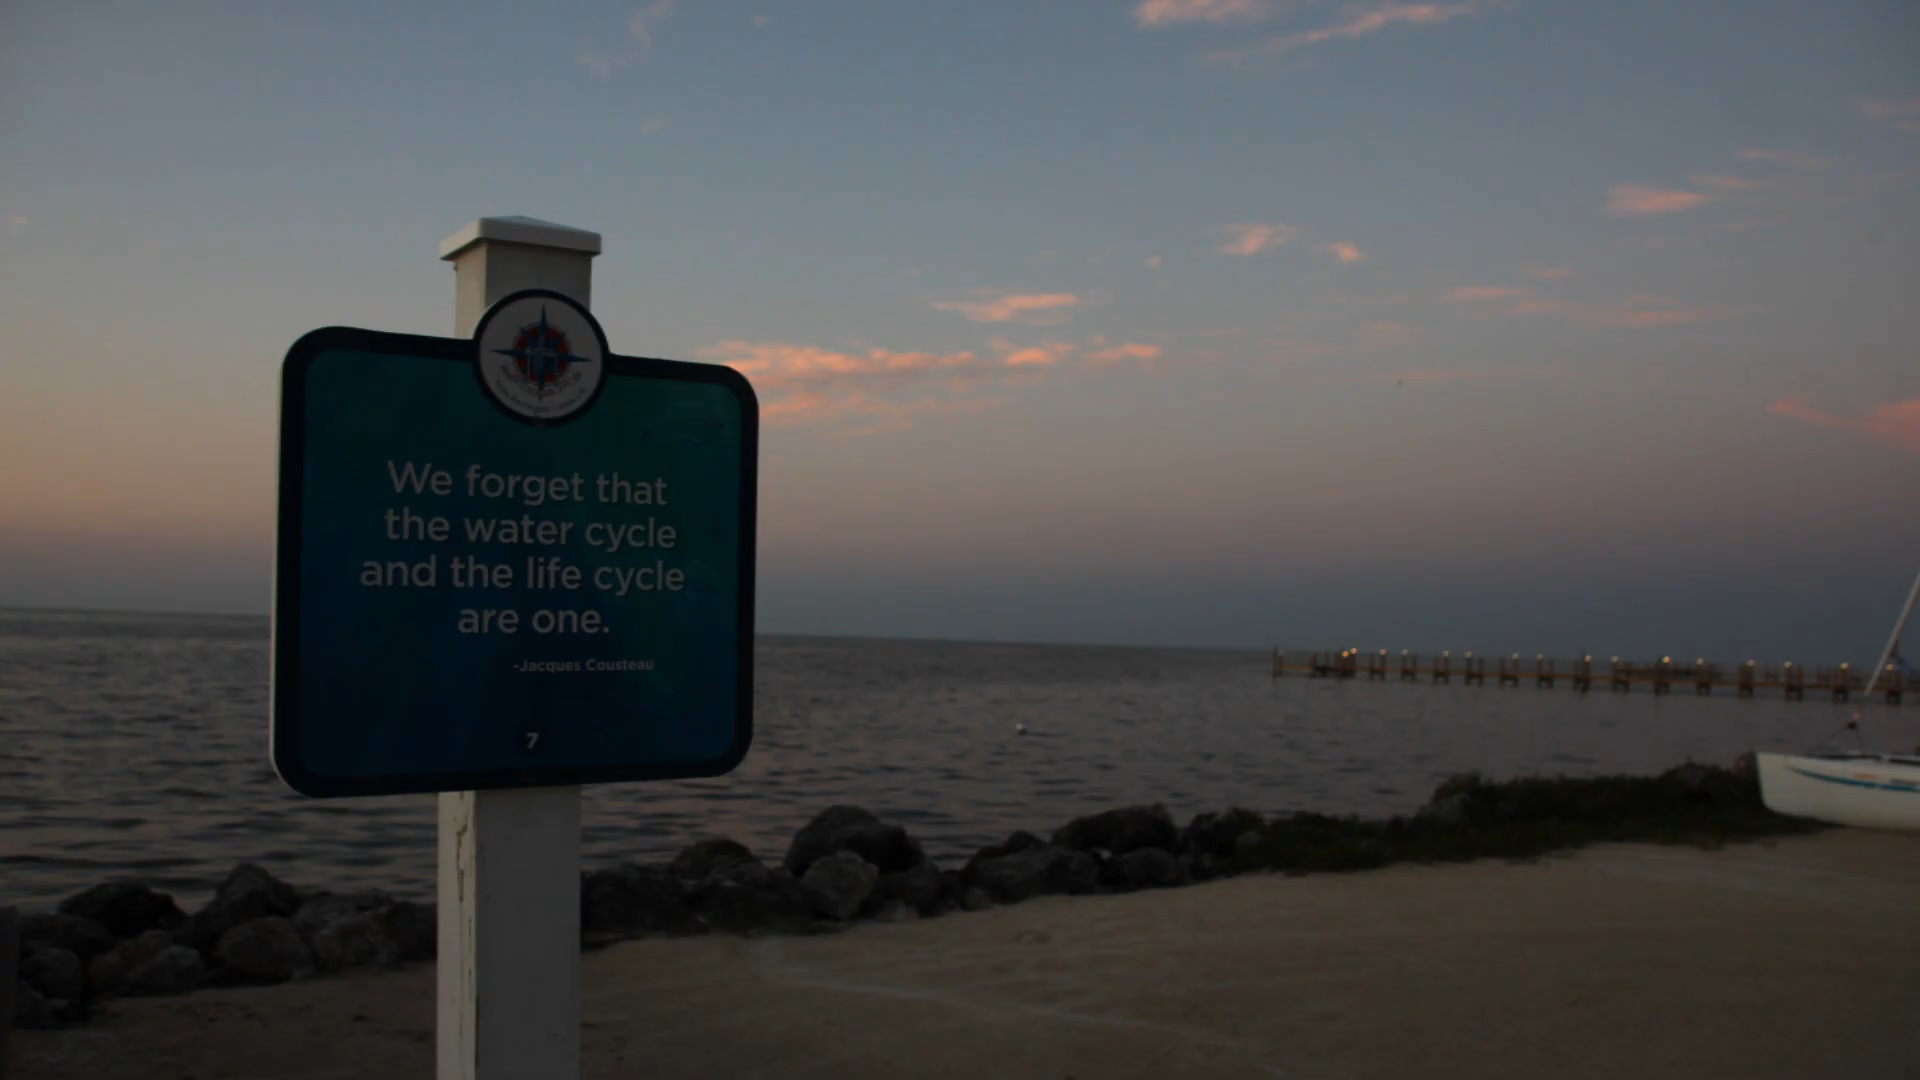 We forget that
the water cycle
and the life cycle
are one.
-Jacques Cousteau
7